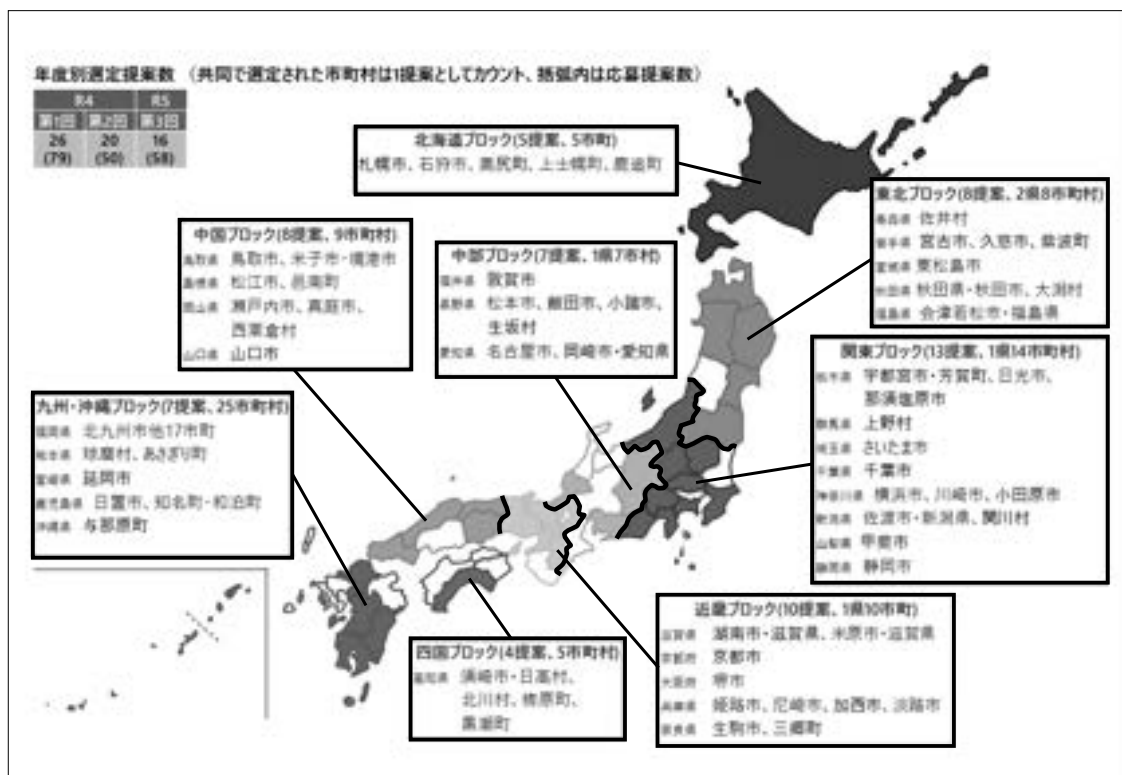 年度別選定提案数 （共同で選定された市町村は1提案としてカウント、括弧内は応募提案数）
R4 R5
第1回 第2回 第3回
26 20 16
(79) (50) (58)
北海道ブロック(5提案、5市町)
札幌市、石狩市、奥尻町、上士幌町、鹿追町
東北ブロック(8提案、2県8市町村)
青森県 佐井村
岩手県 宮古市、久慈市、紫波町
宮城県 東松島市
秋田県 秋田県・秋田市、大潟村
福島県 会津若松市・福島県
中国ブロック(8提案、9市町村)
鳥取県 鳥取市、米子市・境港市
島根県 松江市、邑南町
岡山県 瀬戸内市、真庭市、
西粟倉村
山口県 山口市
中部ブロック(7提案、1県7市村)
福井県 敦賀市
長野県 松本市、飯田市、小諸市、
生坂村
愛知県 名古屋市、岡崎市・愛知県
関東ブロック(13提案、1県14市町村)
栃木県 宇都宮市・芳賀町、日光市、
那須塩原市
群馬県 上野村
埼玉県 さいたま市
千葉県 千葉市
神奈川県 横浜市、川崎市、小田原市
新潟県 佐渡市・新潟県、関川村
山梨県 甲斐市
静岡県 静岡市
九州・沖縄ブロック(7提案、25市町村)
福岡県 北九州市他17市町
熊本県 球磨村、あさぎり町
宮崎県 延岡市
鹿児島県 日置市、知名町・和泊町
沖縄県 与那原町
四国ブロック(4提案、5市町村)
高知県 須崎市・日高村、
北川村、梼原町、
黒潮町
近畿ブロック(10提案、1県10市町)
滋賀県 湖南市・滋賀県、米原市・滋賀県
京都府 京都市
大阪府 堺市
兵庫県 姫路市、尼崎市、加西市、淡路市
奈良県 生駒市、三郷町